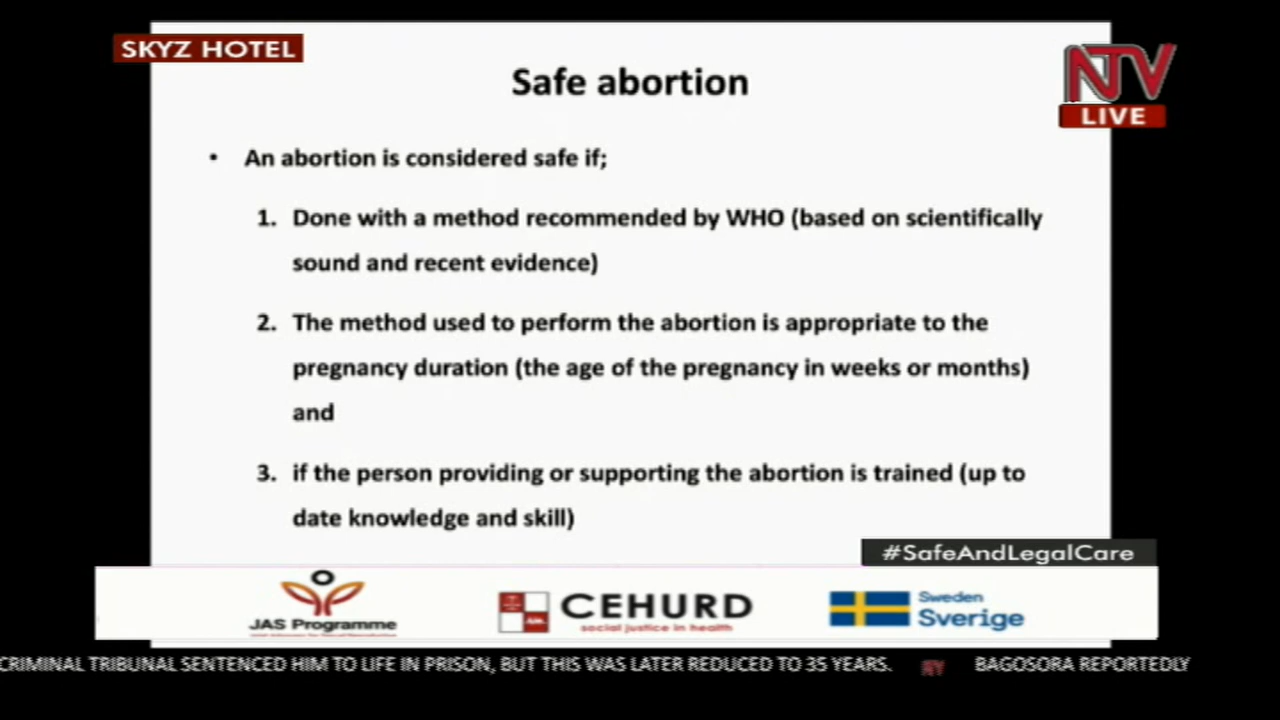 SKYZ HOTEL
NTV
LIVE
Safe abortion
• An abortion is considered safe if;
1. Done with a method recommended by WHO (based on scientifically
sound and recent evidence)
2. The method used to perform the abortion is appropriate to the
pregnancy duration (the age of the pregnancy in weeks or months)
and
3. if the person providing or supporting the abortion is trained (up to
date knowledge and skill)
#SafeAndLegalCare
JAS Programme
CEHURD
social justice in health
Sweden
Sverige
CRIMINAL TRIBUNAL SENTENCED HIM TO LIFE IN PRISON, BUT THIS WAS LATER REDUCED TO 35 YEARS. BAGOSORA REPORTEDLY